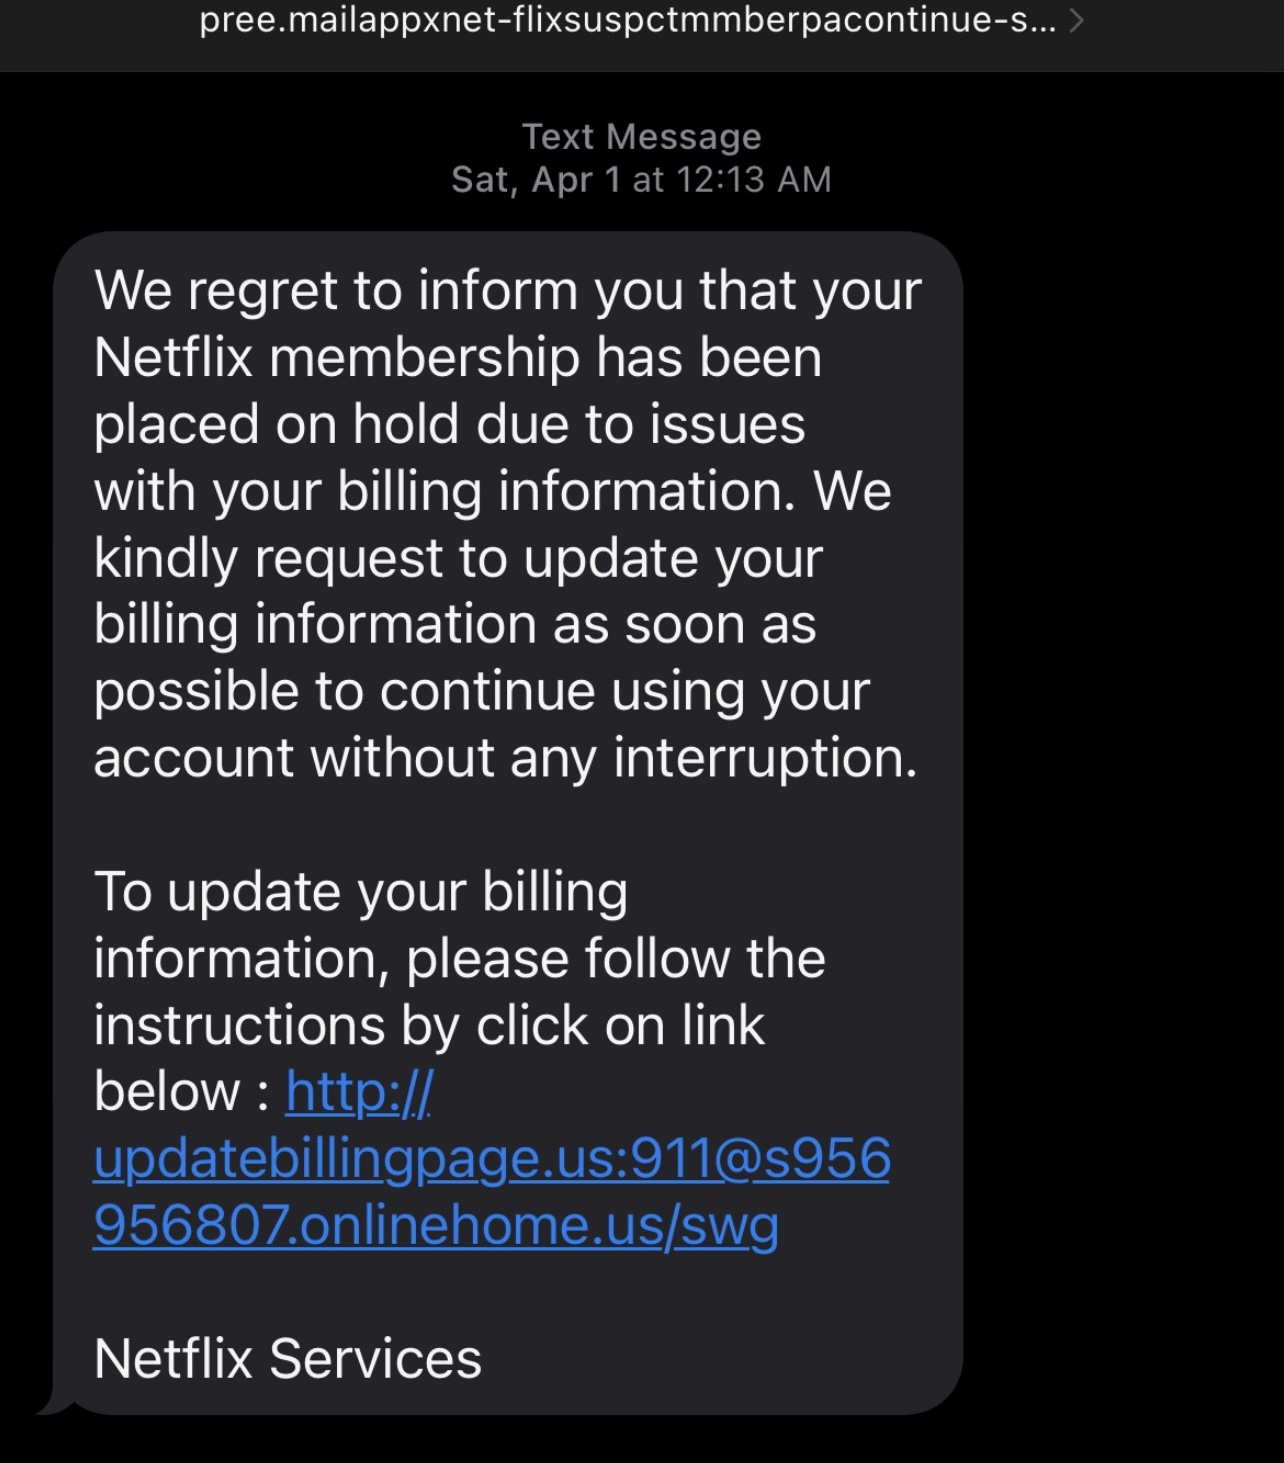 pree.mailappxnet-flixsuspctmmberpacontinue-s...
Text Message
Sat, Apr 1 at 12:13 AM
We regret to inform you that your
Netflix membership has been
placed on hold due to issues
with your billing information. We
kindly request to update your
billing information as soon as
possible to continue using your
account without any interruption.
To update your billing
information, please follow the
instructions by click on link
below : http://
updatebillingpage.us:911@s956
956807.onlinehome.us/swg
Netflix Services